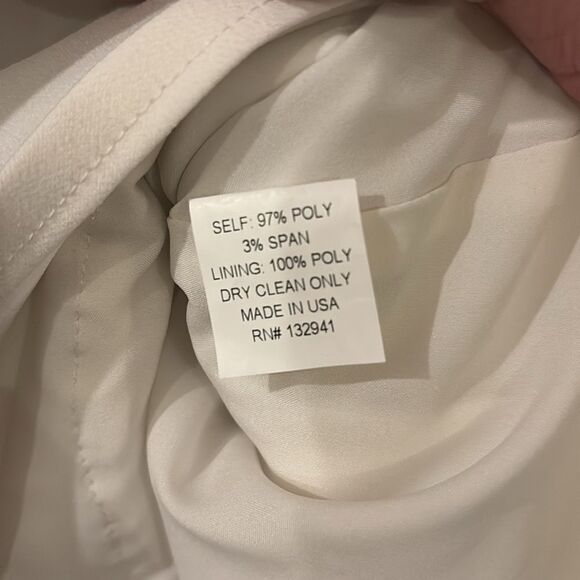 SELF: 97% POLY
3% SPAN
LINING: 100% POLY
DRY CLEAN ONLY
MADE IN USA
RN# 132941